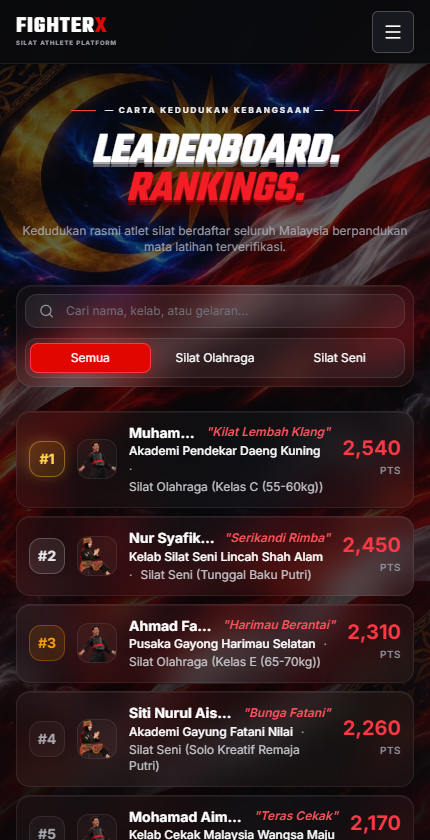 FIGHTERX
SILAT ATHLETE PLATFORM
— CARTA KEDUDUKAN KEBANGSAAN —
LEADERBOARD.
RANKINGS.
Kedudukan rasmi atlet silat berdaftar seluruh Malaysia berpandukan
mata latihan terverifikasi.
Cari nama, kelab, atau gelaran...
Semua Silat Olahraga Silat Seni
#1
Muham... "Kilat Lembah Klang"
Akademi Pendekar Daeng Kuning
·
Silat Olahraga (Kelas C (55-60kg))
2,540
PTS
#2
Nur Syafik... "Serikandi Rimba"
Kelab Silat Seni Lincah Shah Alam
· Silat Seni (Tunggal Baku Putri)
2,450
PTS
#3
Ahmad Fa... "Harimau Berantai"
Pusaka Gayong Harimau Selatan ·
Silat Olahraga (Kelas E (65-70kg))
2,310
PTS
#4
Siti Nurul Ais... "Bunga Fatani"
Akademi Gayung Fatani Nilai ·
Silat Seni (Solo Kreatif Remaja
Putri)
2,260
PTS
#5
Mohamad Aim... "Teras Cekak"
Kelab Cekak Malaysia Wangsa Maju
2,170